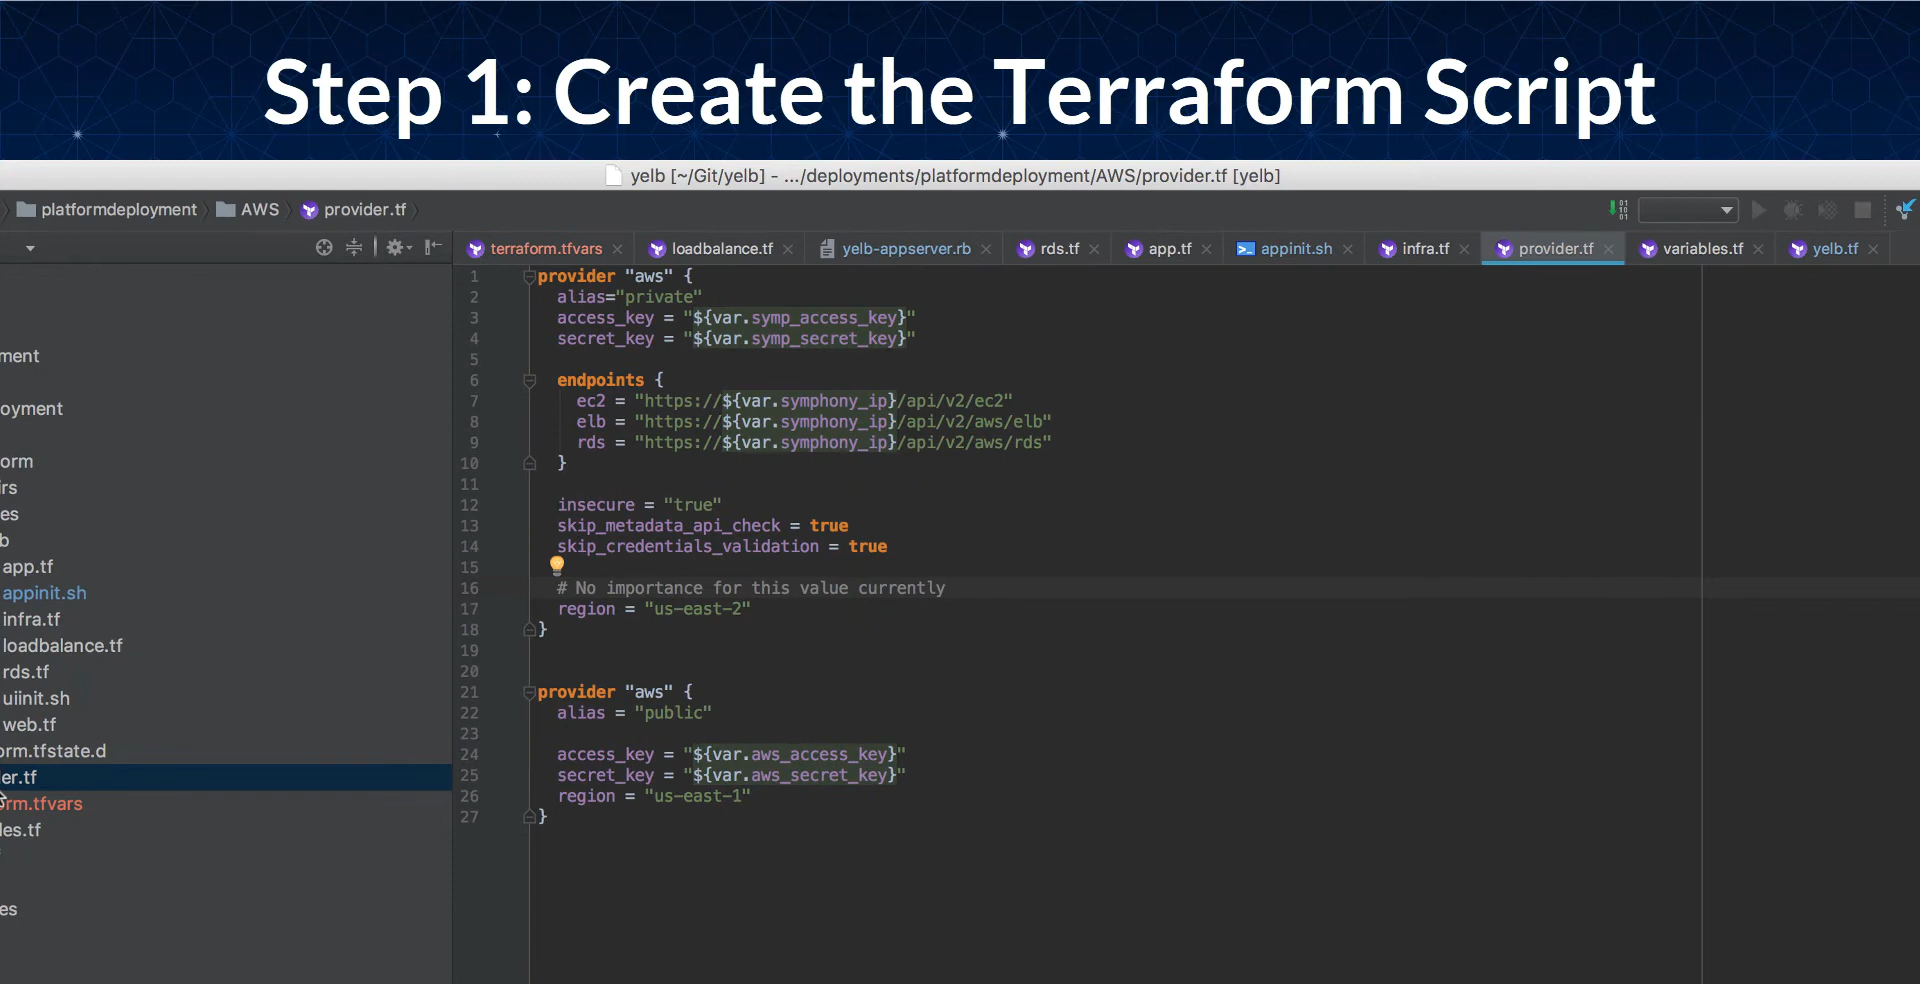 Step 1: Create the Terraform Script
yelb [~/Git/yelb] - .../deployments/platformdeployment/AWS/provider.tf [yelb]
platformdeployment AWS provider.tf
terraform.tfvars loadbalance.tf yelb-appserver.rb rds.tf app.tf appinit.sh infra.tf provider.tf variables.tf yelb.tf
ment
oyment
orm
irs
es
b
app.tf
appinit.sh
infra.tf
loadbalance.tf
rds.tf
uiinit.sh
web.tf
orm.tfstate.d
er.tf
orm.tfvars
les.tf
es
1 provider "aws" {
2 alias="private"
3 access_key = "${var.symp_access_key}"
4 secret_key = "${var.symp_secret_key}"
5
6 endpoints {
7 ec2 = "https://${var.symphony_ip}/api/v2/ec2"
8 elb = "https://${var.symphony_ip}/api/v2/aws/elb"
9 rds = "https://${var.symphony_ip}/api/v2/aws/rds"
10 }
11
12 insecure = "true"
13 skip_metadata_api_check = true
14 skip_credentials_validation = true
15
16 # No importance for this value currently
17 region = "us-east-2"
18 }
19
20
21 provider "aws" {
22 alias = "public"
23
24 access_key = "${var.aws_access_key}"
25 secret_key = "${var.aws_secret_key}"
26 region = "us-east-1"
27 }